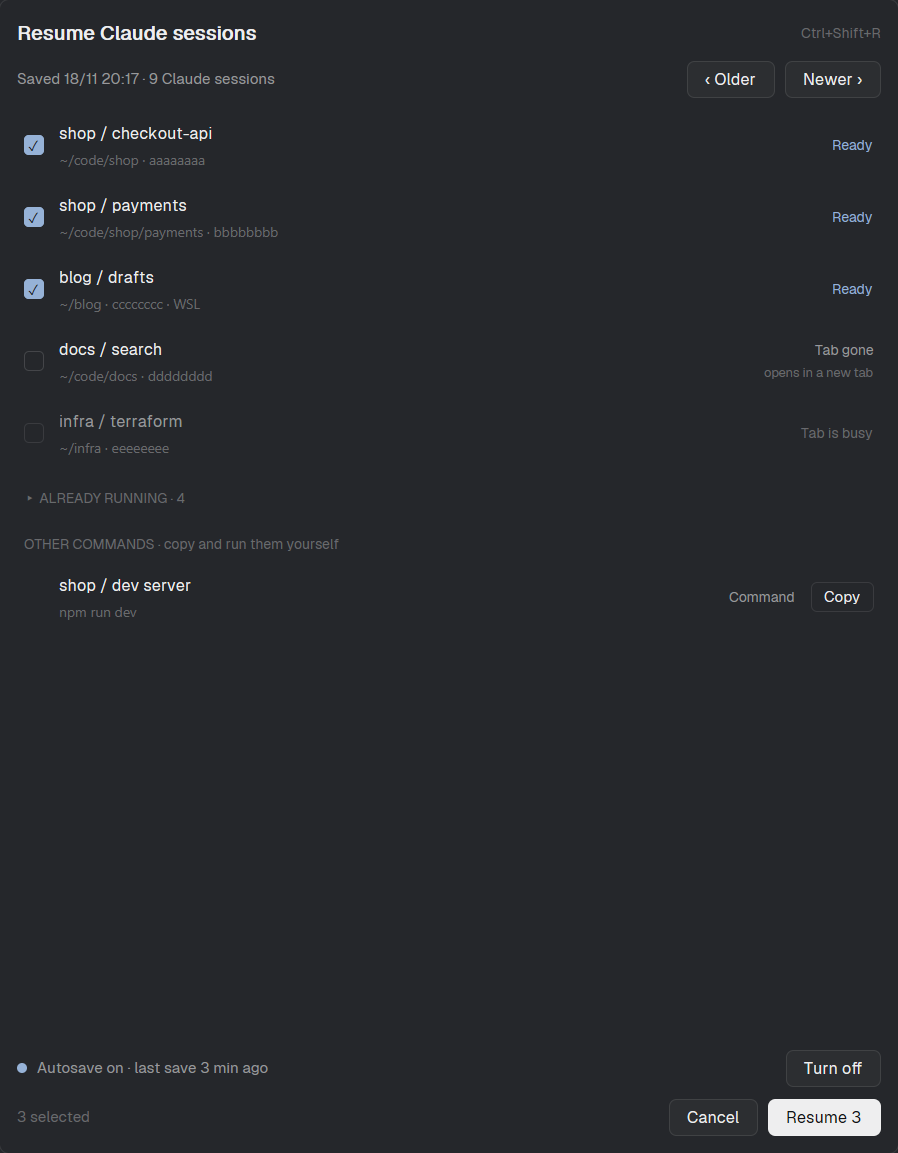 Resume Claude sessions
Ctrl+Shift+R
Saved 18/11 20:17 · 9 Claude sessions
‹ Older
Newer ›
shop / checkout-api
~/code/shop · aaaaaaaa
Ready
shop / payments
~/code/shop/payments · bbbbbbbb
Ready
blog / drafts
~/blog · cccccccc · WSL
Ready
docs / search
~/code/docs · dddddddd
Tab gone
opens in a new tab
infra / terraform
~/infra · eeeeeeee
Tab is busy
▸ ALREADY RUNNING · 4
OTHER COMMANDS · copy and run them yourself
shop / dev server
npm run dev
Command
Copy
Autosave on · last save 3 min ago
Turn off
3 selected
Cancel
Resume 3